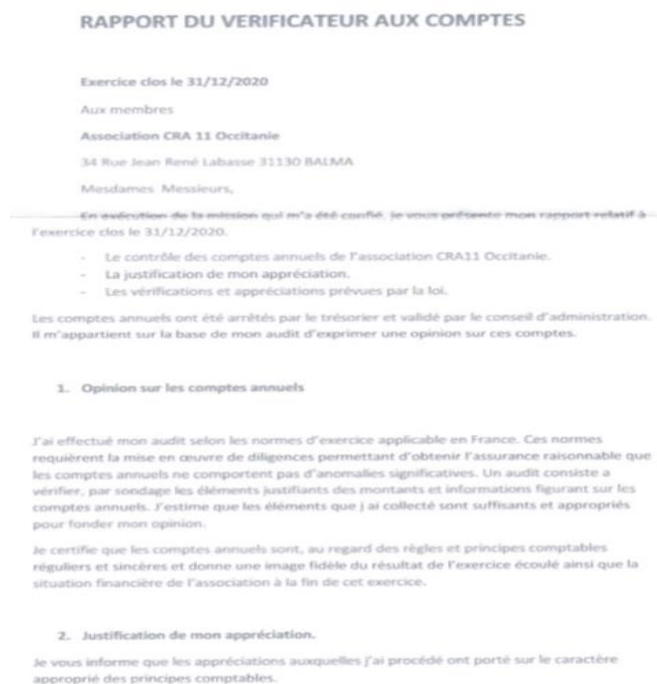 RAPPORT DU VERIFICATEUR AUX COMPTES
Exercice clos le 31/12/2020
Aux membres
Association CRA 11 Occitanie
34 Rue Jean René Labasse 31130 BALMA
Mesdames Messieurs,
En exécution de la mission qui m'a été confié, je vous présente mon rapport relatif à
l'exercice clos le 31/12/2020.
- Le contrôle des comptes annuels de l'association CRA11 Occitanie.
- La justification de mon appréciation.
- Les vérifications et appréciations prévues par la loi.
Les comptes annuels ont été arrêtés par le trésorier et validé par le conseil d'administration.
Il m'appartient sur la base de mon audit d'exprimer une opinion sur ces comptes.
1. Opinion sur les comptes annuels
J'ai effectué mon audit selon les normes d'exercice applicable en France. Ces normes
requièrent la mise en œuvre de diligences permettant d'obtenir l'assurance raisonnable que
les comptes annuels ne comportent pas d'anomalies significatives. Un audit consiste a
vérifier, par sondage les éléments justifiants des montants et informations figurant sur les
comptes annuels. J'estime que les éléments que j ai collecté sont suffisants et appropriés
pour fonder mon opinion.
Je certifie que les comptes annuels sont, au regard des règles et principes comptables
réguliers et sincères et donne une image fidèle du résultat de l'exercice écoulé ainsi que la
situation financière de l'association à la fin de cet exercice.
2. Justification de mon appréciation.
Je vous informe que les appréciations auxquelles j'ai procédé ont porté sur le caractère
approprié des principes comptables.